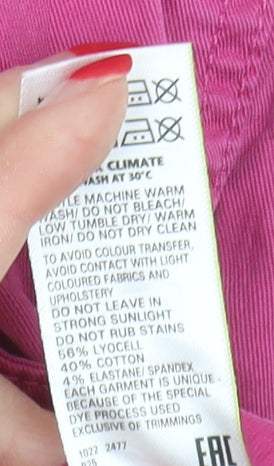 CLIMATE
WASH AT 30°C
MACHINE WARM
WASH/ DO NOT BLEACH/
LOW TUMBLE DRY/ WARM
IRON/ DO NOT DRY CLEAN
TO AVOID COLOUR TRANSFER,
AVOID CONTACT WITH LIGHT
COLOURED FABRICS AND
UPHOLSTERY
DO NOT LEAVE IN
STRONG SUNLIGHT
DO NOT RUB STAINS
56% LYOCELL
40% COTTON
4% ELASTANE/ SPANDEX
EACH GARMENT IS UNIQUE -
BECAUSE OF THE SPECIAL
DYE PROCESS USED
EXCLUSIVE OF TRIMMINGS
1027 2477
EAC